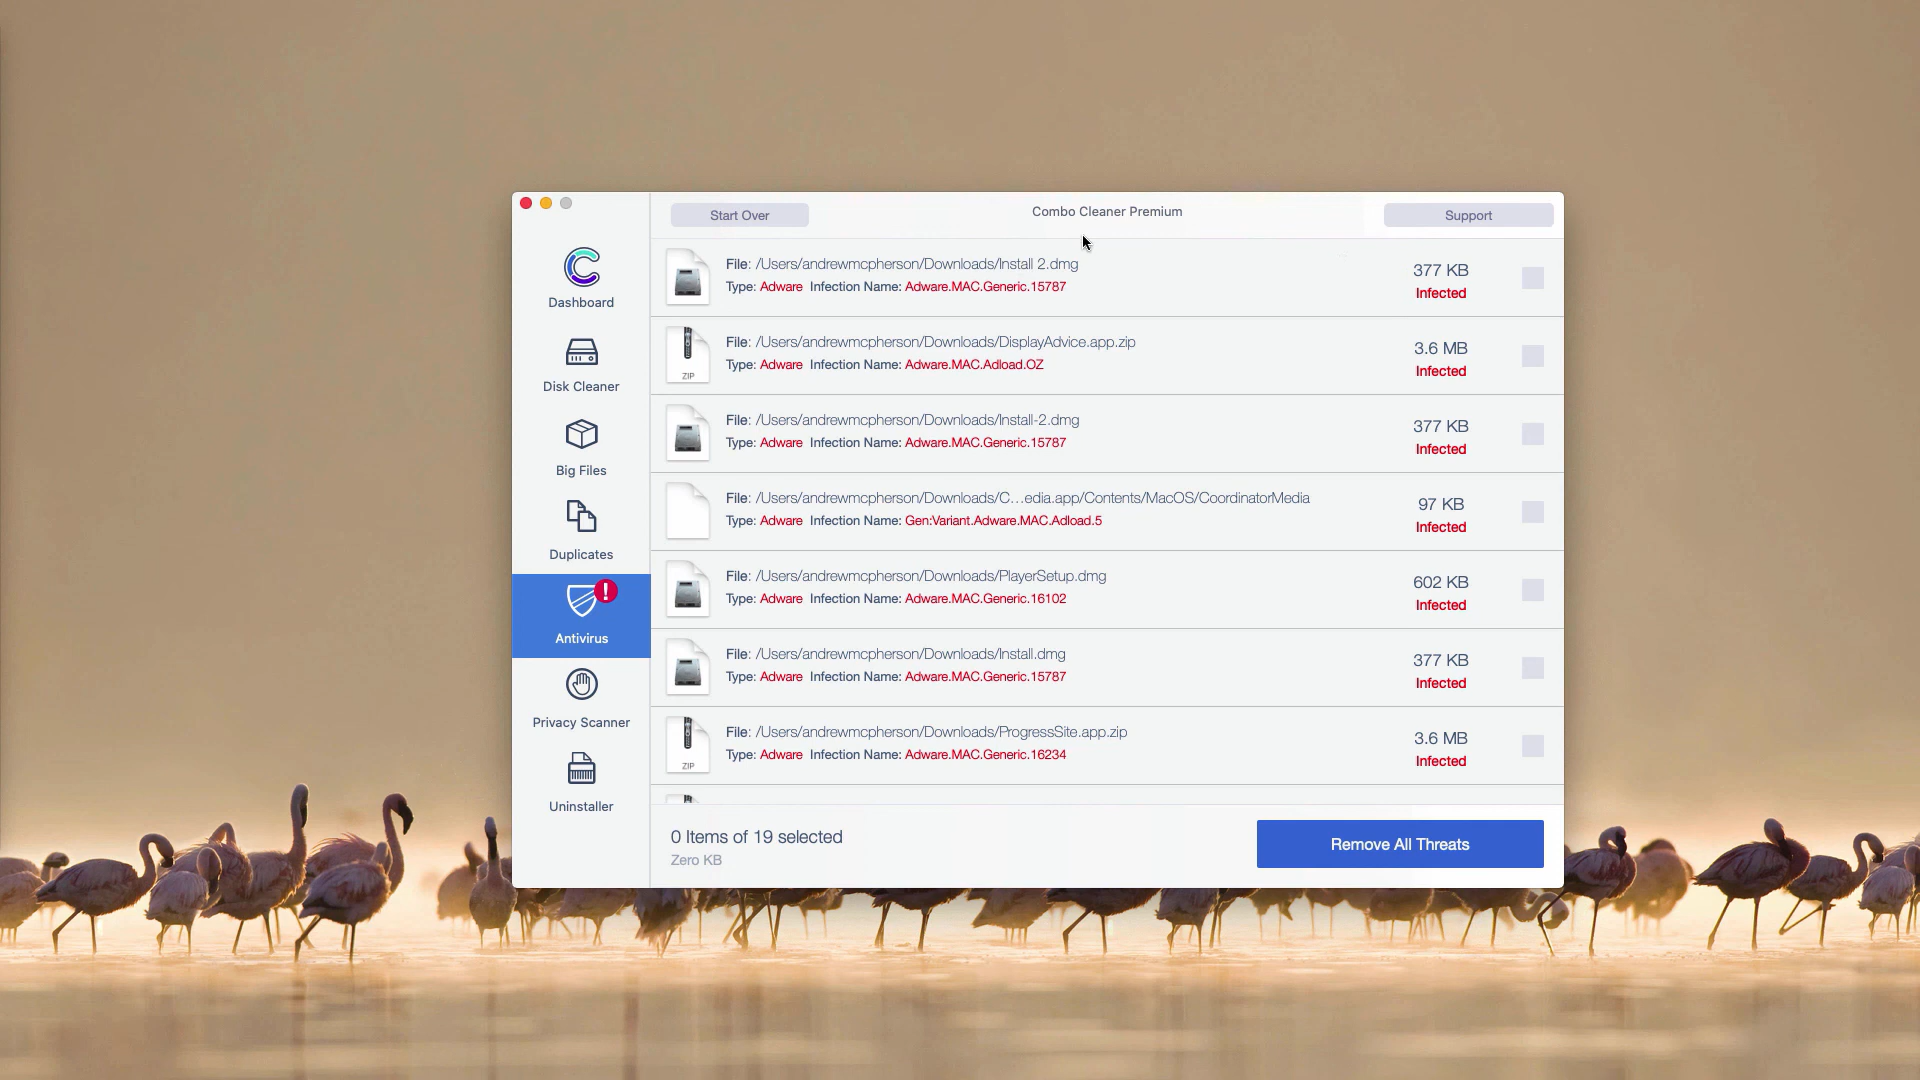 Start Over
Combo Cleaner Premium
Support
Dashboard
Disk Cleaner
Big Files
Duplicates
!
Antivirus
Privacy Scanner
Uninstaller
File: /Users/andrewmcpherson/Downloads/Install 2.dmg
Type: Adware Infection Name: Adware.MAC.Generic.15787
377 KB
Infected
ZIP
File: /Users/andrewmcpherson/Downloads/DisplayAdvice.app.zip
Type: Adware Infection Name: Adware.MAC.Adload.OZ
3.6 MB
Infected
File: /Users/andrewmcpherson/Downloads/Install-2.dmg
Type: Adware Infection Name: Adware.MAC.Generic.15787
377 KB
Infected
File: /Users/andrewmcpherson/Downloads/C...edia.app/Contents/MacOS/CoordinatorMedia
Type: Adware Infection Name: Gen:Variant.Adware.MAC.Adload.5
97 KB
Infected
File: /Users/andrewmcpherson/Downloads/PlayerSetup.dmg
Type: Adware Infection Name: Adware.MAC.Generic.16102
602 KB
Infected
File: /Users/andrewmcpherson/Downloads/Install.dmg
Type: Adware Infection Name: Adware.MAC.Generic.15787
377 KB
Infected
ZIP
File: /Users/andrewmcpherson/Downloads/ProgressSite.app.zip
Type: Adware Infection Name: Adware.MAC.Generic.16234
3.6 MB
Infected
0 Items of 19 selected
Zero KB
Remove All Threats